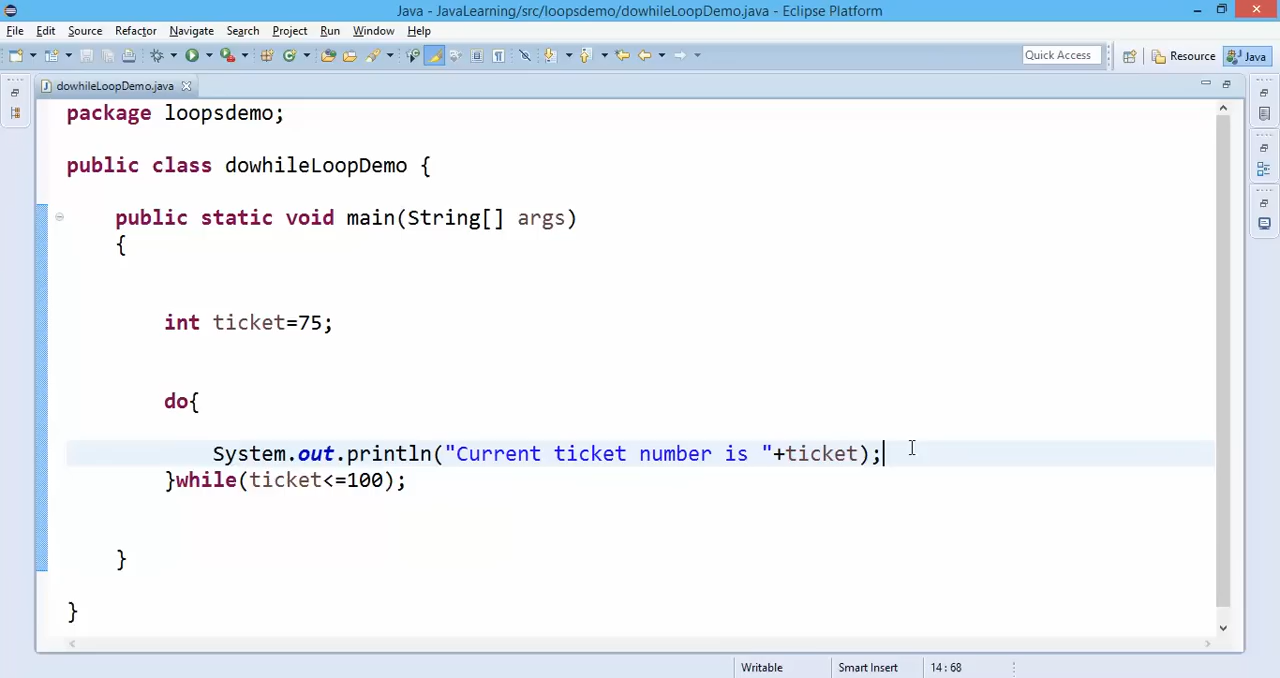 Java - JavaLearning/src/loopsdemo/dowhileLoopDemo.java - Eclipse Platform
File Edit Source Refactor Navigate Search Project Run Window Help
Quick Access Resource Java
dowhileLoopDemo.java
package loopsdemo;
public class dowhileLoopDemo {
public static void main(String[] args)
{
int ticket=75;
do{
System.out.println("Current ticket number is "+ticket);
}while(ticket<=100);
}
}
Writable Smart Insert 14 : 68